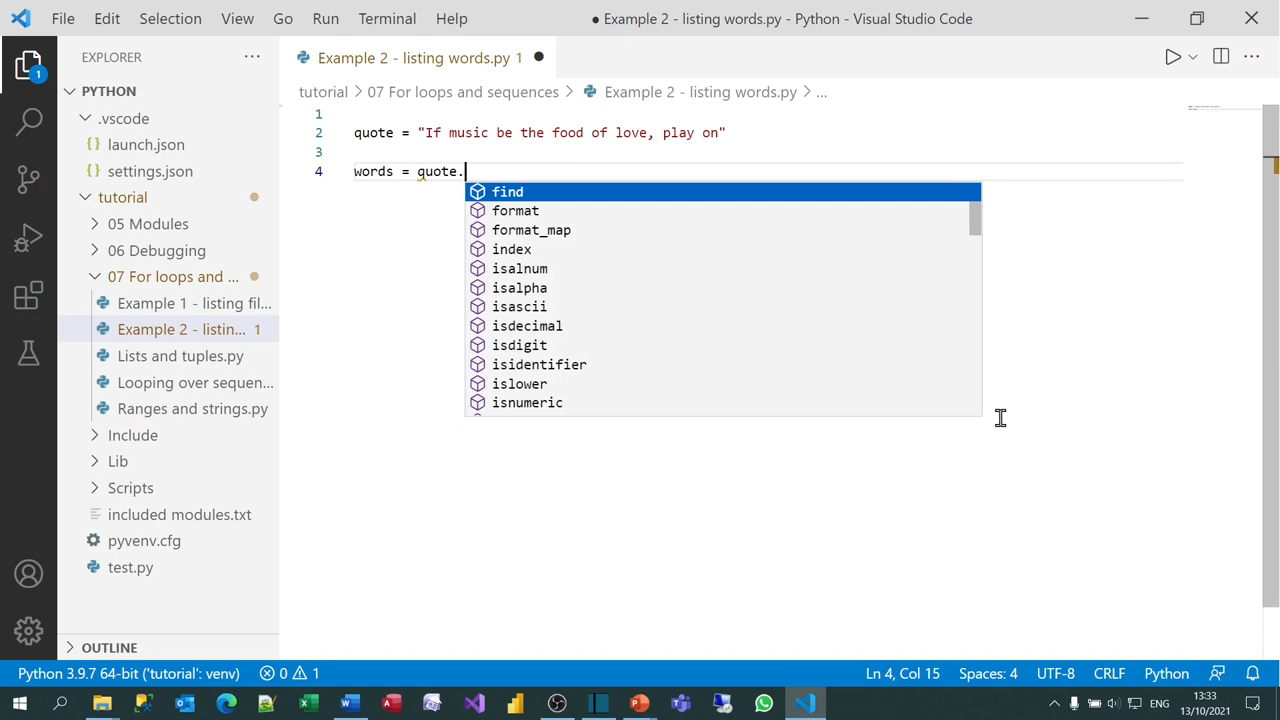 File Edit Selection View Go Run Terminal Help ● Example 2 - listing words.py - Python - Visual Studio Code
EXPLORER ...
PYTHON
.vscode
{} launch.json
{} settings.json
tutorial
05 Modules
06 Debugging
07 For loops and ...
Example 1 - listing fil...
Example 2 - listin... 1
Lists and tuples.py
Looping over sequen...
Ranges and strings.py
Include
Lib
Scripts
included modules.txt
pyvenv.cfg
test.py
OUTLINE
1
Example 2 - listing words.py 1 ●
tutorial > 07 For loops and sequences > Example 2 - listing words.py > ...
1
2 quote = "If music be the food of love, play on"
3
4 words = quote.
find
format
format_map
index
isalnum
isalpha
isascii
isdecimal
isdigit
isidentifier
islower
isnumeric
Python 3.9.7 64-bit ('tutorial': venv) 0 1 Ln 4, Col 15 Spaces: 4 UTF-8 CRLF Python
ENG 13:33
13/10/2021